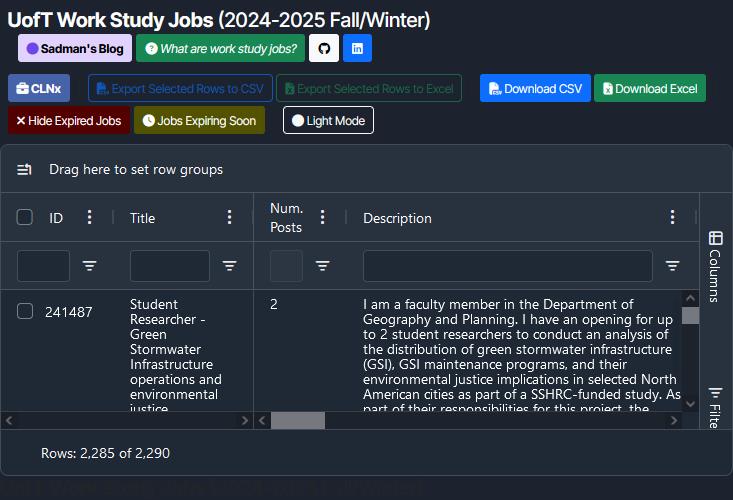 UofT Work Study Jobs (2024-2025 Fall/Winter)
Sadman's Blog What are work study jobs?
CLNx Export Selected Rows to CSV Export Selected Rows to Excel Download CSV Download Excel
Hide Expired Jobs Jobs Expiring Soon Light Mode
Drag here to set row groups
ID Title Num. Posts Description
Columns
241487
Student
Researcher -
Green
Stormwater
Infrastructure
operations and
environmental
justice
2
I am a faculty member in the Department of
Geography and Planning. I have an opening for up
to 2 student researchers to conduct an analysis of
the distribution of green stormwater infrastructure
(GSI), GSI maintenance programs, and their
environmental justice implications in selected North
American cities as part of a SSHRC-funded study. As
part of their responsibilities for this project, the
Filte
Rows: 2,285 of 2,290